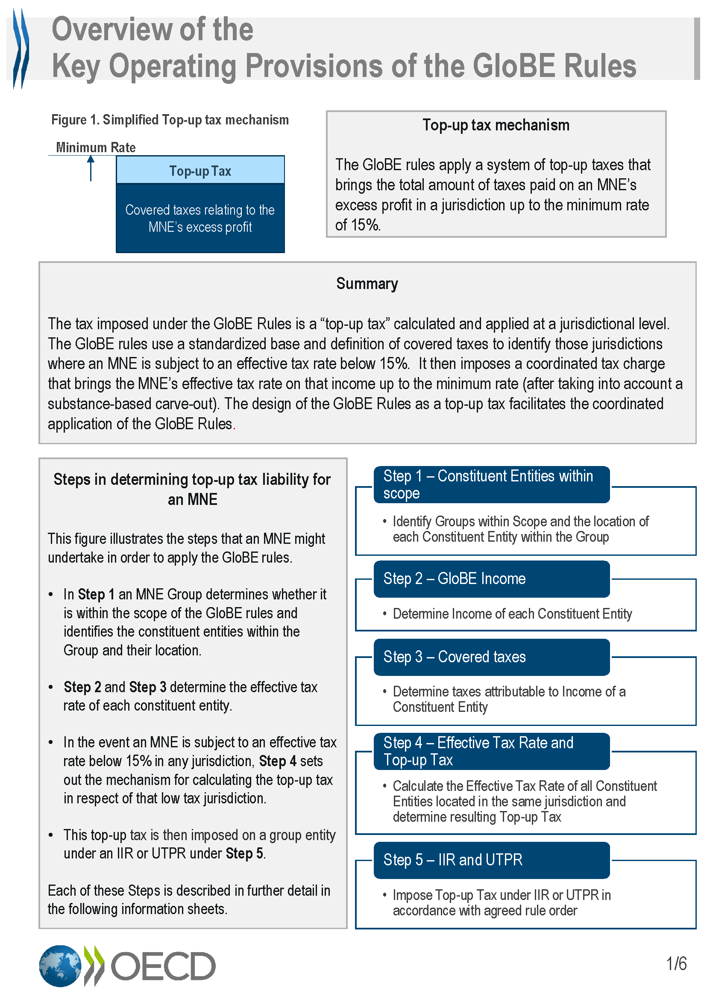 Overview of the
Key Operating Provisions of the GloBE Rules
Figure 1. Simplified Top-up tax mechanism
Minimum Rate
Top-up Tax
Covered taxes relating to the
MNE’s excess profit
Top-up tax mechanism
The GloBE rules apply a system of top-up taxes that
brings the total amount of taxes paid on an MNE’s
excess profit in a jurisdiction up to the minimum rate
of 15%.
Summary
The tax imposed under the GloBE Rules is a “top-up tax” calculated and applied at a jurisdictional level.
The GloBE rules use a standardized base and definition of covered taxes to identify those jurisdictions
where an MNE is subject to an effective tax rate below 15%.  It then imposes a coordinated tax charge
that brings the MNE’s effective tax rate on that income up to the minimum rate (after taking into account a
substance-based carve-out). The design of the GloBE Rules as a top-up tax facilitates the coordinated
application of the GloBE Rules.
Steps in determining top-up tax liability for
an MNE
This figure illustrates the steps that an MNE might
undertake in order to apply the GloBE rules.
• In Step 1 an MNE Group determines whether it
is within the scope of the GloBE rules and
identifies the constituent entities within the
Group and their location.
• Step 2 and Step 3 determine the effective tax
rate of each constituent entity.
• In the event an MNE is subject to an effective tax
rate below 15% in any jurisdiction, Step 4 sets
out the mechanism for calculating the top-up tax
in respect of that low tax jurisdiction.
• This top-up tax is then imposed on a group entity
under an IIR or UTPR under Step 5.
Each of these Steps is described in further detail in
the following information sheets.
Step 1 – Constituent Entities within
scope
• Identify Groups within Scope and the location of
each Constituent Entity within the Group
Step 2 – GloBE Income
• Determine Income of each Constituent Entity
Step 3 – Covered taxes
• Determine taxes attributable to Income of a
Constituent Entity
Step 4 – Effective Tax Rate and
Top-up Tax
• Calculate the Effective Tax Rate of all Constituent
Entities located in the same jurisdiction and
determine resulting Top-up Tax
Step 5 – IIR and UTPR
• Impose Top-up Tax under IIR or UTPR in
accordance with agreed rule order
OECD
1/6